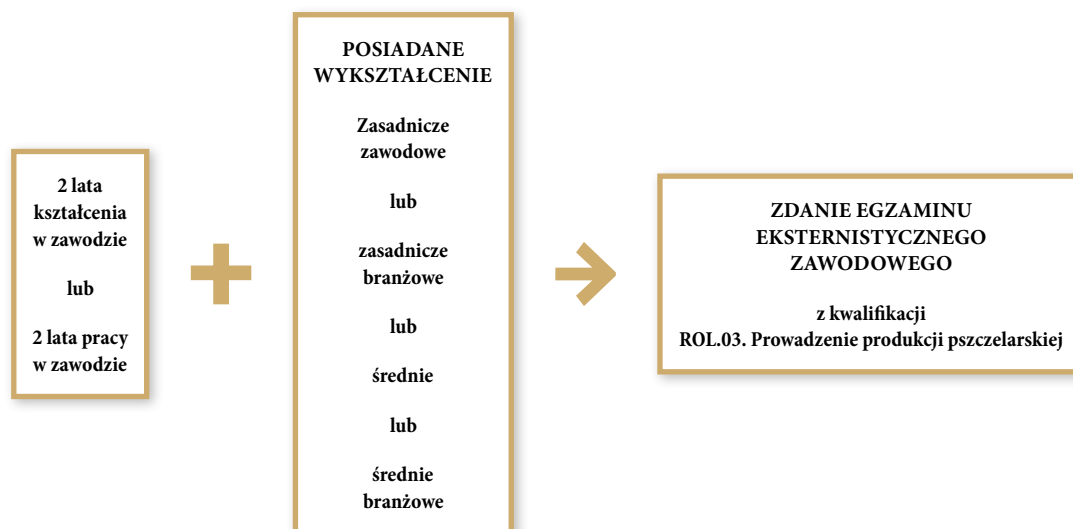 2 lata
kształcenia
w zawodzie
lub
2 lata pracy
w zawodzie
POSIADANE
WYKSZTAŁCENIE
Zasadnicze
zawodowe
lub
zasadnicze
branżowe
lub
średnie
lub
średnie
branżowe
ZDANIE EGZAMINU
EKSTERNISTYCZNEGO
ZAWODOWEGO
z kwalifikacji
ROL.03. Prowadzenie produkcji pszczelarskiej